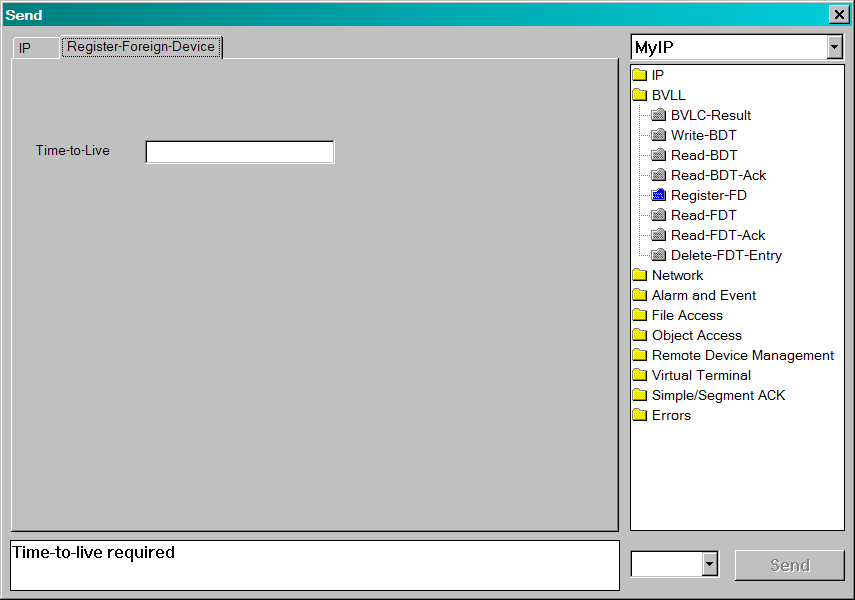 Send
IP
Register-Foreign-Device
Time-to-Live
Time-to-live required
MyIP
IP
BVLL
BVLC-Result
Write-BDT
Read-BDT
Read-BDT-Ack
Register-FD
Read-FDT
Read-FDT-Ack
Delete-FDT-Entry
Network
Alarm and Event
File Access
Object Access
Remote Device Management
Virtual Terminal
Simple/Segment ACK
Errors
Send